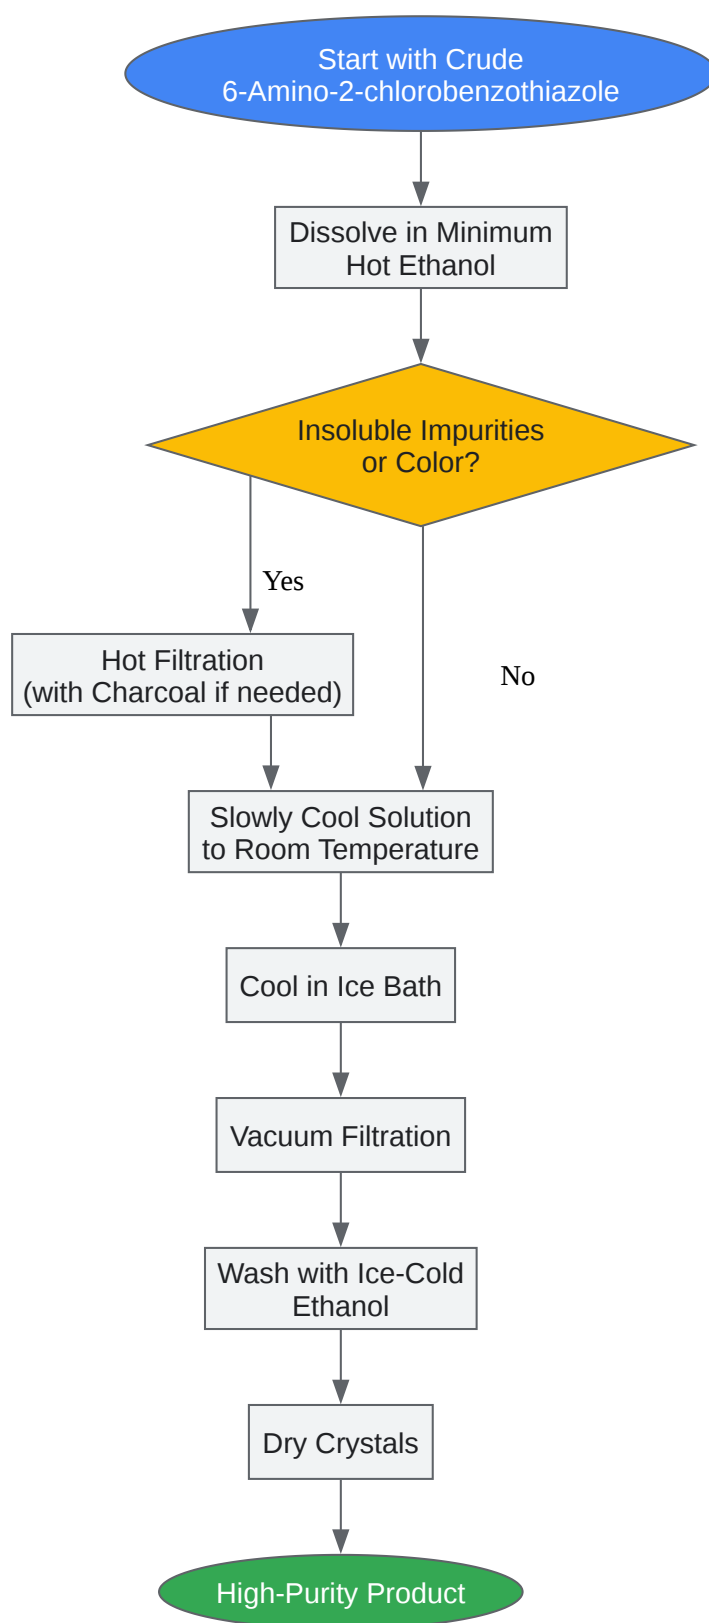 Start with Crude
6-Amino-2-chlorobenzothiazole
Dissolve in Minimum
Hot Ethanol
Insoluble Impurities
or Color?
Yes
Hot Filtration
(with Charcoal if needed)
No
Slowly Cool Solution
to Room Temperature
Cool in Ice Bath
Vacuum Filtration
Wash with Ice-Cold
Ethanol
Dry Crystals
High-Purity Product